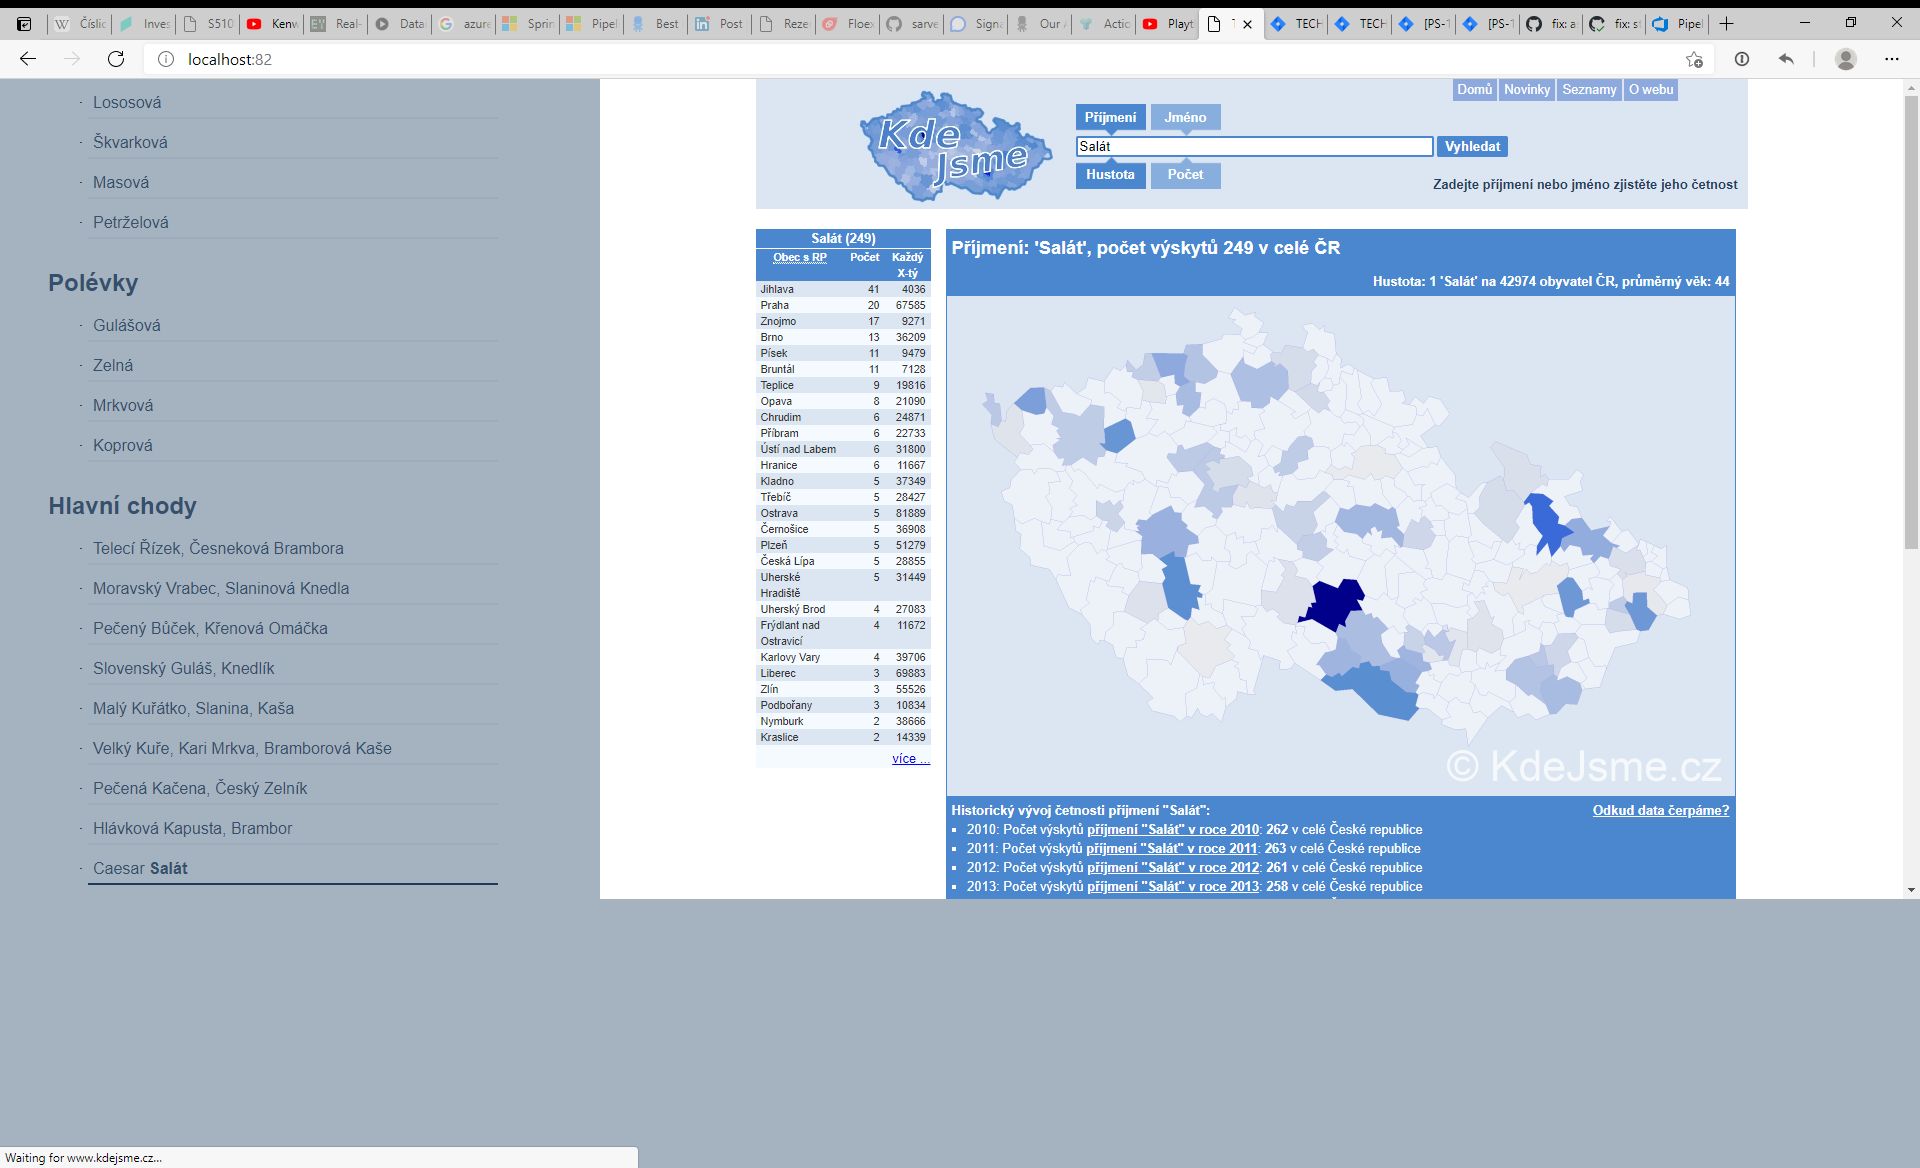 Číslic
Inves
S510
Kenw
Real-
Data
azure
Sprin
Pipel
Best
Post
Reze
Floex
sarve
Signa
Our A
Actio
Playt
TECH
TECH
[PS-1
[PS-1
fix: a
fix: s
Pipel
localhost:82
· Lososová
· Škvarková
· Masová
· Petrželová
Polévky
· Gulášová
· Zelná
· Mrkvová
· Koprová
Hlavní chody
· Telecí Řízek, Česneková Brambora
· Moravský Vrabec, Slaninová Knedla
· Pečený Bůček, Křenová Omáčka
· Slovenský Guláš, Knedlík
· Malý Kuřátko, Slanina, Kaša
· Velký Kuře, Kari Mrkva, Bramborová Kaše
· Pečená Kačena, Český Zelník
· Hlávková Kapusta, Brambor
· Caesar Salát
Domů Novinky Seznamy O webu
Kde
Jsme
Příjmení Jméno
Salát Vyhledat
Hustota Počet
Zadejte příjmení nebo jméno zjistěte jeho četnost
Salát (249)
Obec s RP Počet Každý
X-tý
Jihlava 41 4036
Praha 20 67585
Znojmo 17 9271
Brno 13 36209
Písek 11 9479
Bruntál 11 7128
Teplice 9 19816
Opava 8 21090
Chrudim 6 24871
Příbram 6 22733
Ústí nad Labem 6 31800
Hranice 6 11667
Kladno 5 37349
Třebíč 5 28427
Ostrava 5 81889
Černošice 5 36908
Plzeň 5 51279
Česká Lípa 5 28855
Uherské 5 31449
Hradiště
Uherský Brod 4 27083
Frýdlant nad 4 11672
Ostravicí
Karlovy Vary 4 39706
Liberec 3 69883
Zlín 3 55526
Podbořany 3 10834
Nymburk 2 38666
Kraslice 2 14339
více ...
Příjmení: 'Salát', počet výskytů 249 v celé ČR
Hustota: 1 'Salát' na 42974 obyvatel ČR, průměrný věk: 44
© KdeJsme.cz
Historický vývoj četnosti příjmení "Salát": Odkud data čerpáme?
2010: Počet výskytů příjmení "Salát" v roce 2010: 262 v celé České republice
2011: Počet výskytů příjmení "Salát" v roce 2011: 263 v celé České republice
2012: Počet výskytů příjmení "Salát" v roce 2012: 261 v celé České republice
2013: Počet výskytů příjmení "Salát" v roce 2013: 258 v celé České republice
Waiting for www.kdejsme.cz...